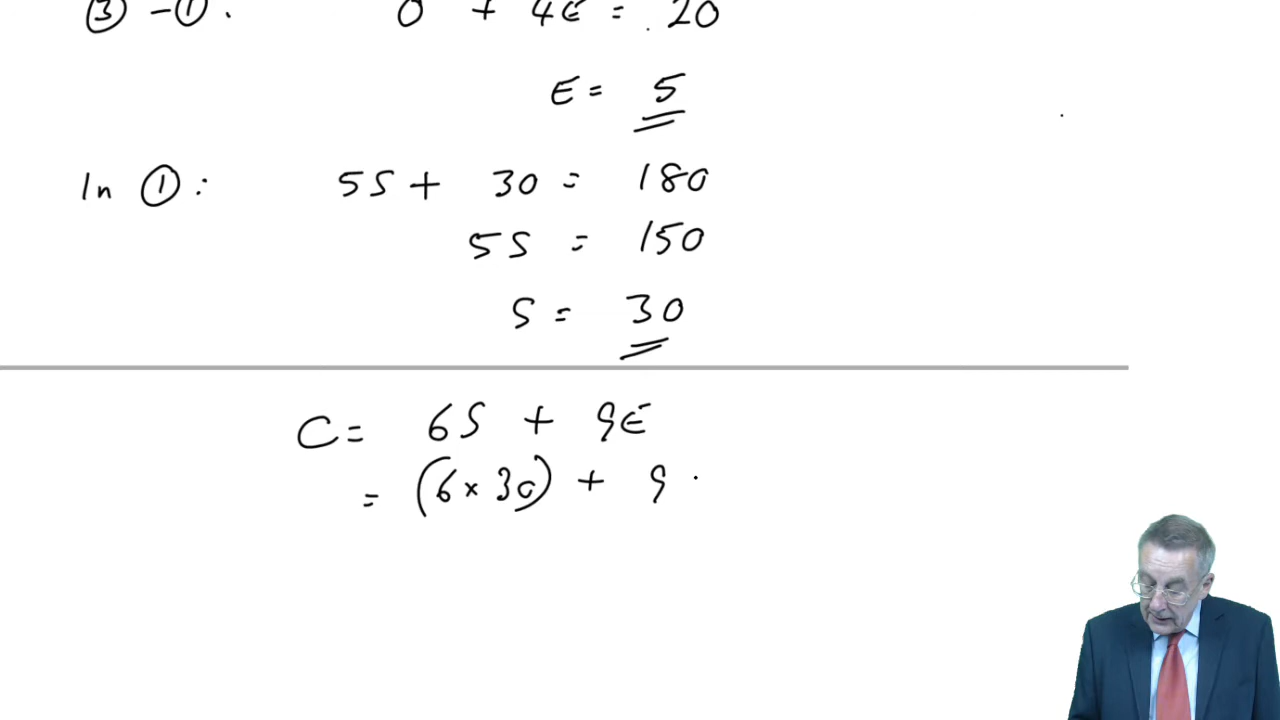 ③ - ①. 0 + 4E = 20
E = 5
In ①: 5S + 30 = 180
5S = 150
S = 30
C = 6S + 9E
= (6 × 30) + 9